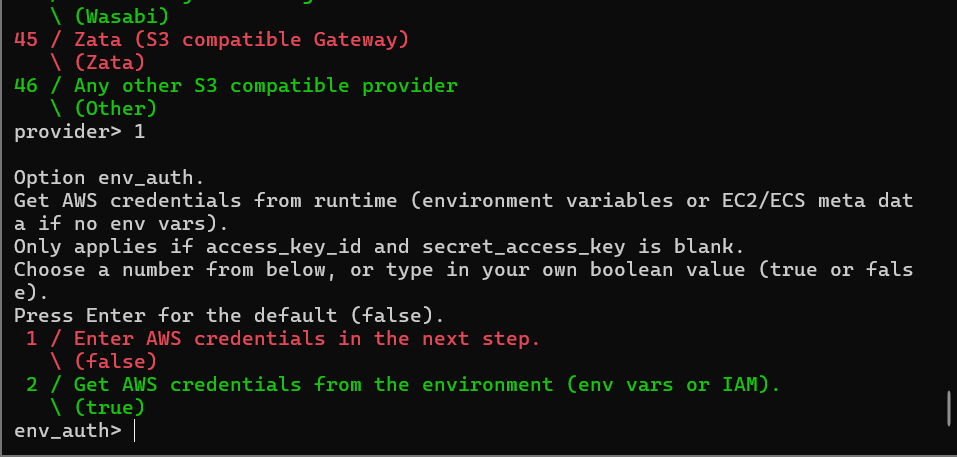 \ (Wasabi)
45 / Zata (S3 compatible Gateway)
\ (Zata)
46 / Any other S3 compatible provider
\ (Other)
provider> 1
Option env_auth.
Get AWS credentials from runtime (environment variables or EC2/ECS meta dat
a if no env vars).
Only applies if access_key_id and secret_access_key is blank.
Choose a number from below, or type in your own boolean value (true or fals
e).
Press Enter for the default (false).
1 / Enter AWS credentials in the next step.
\ (false)
2 / Get AWS credentials from the environment (env vars or IAM).
\ (true)
env_auth>